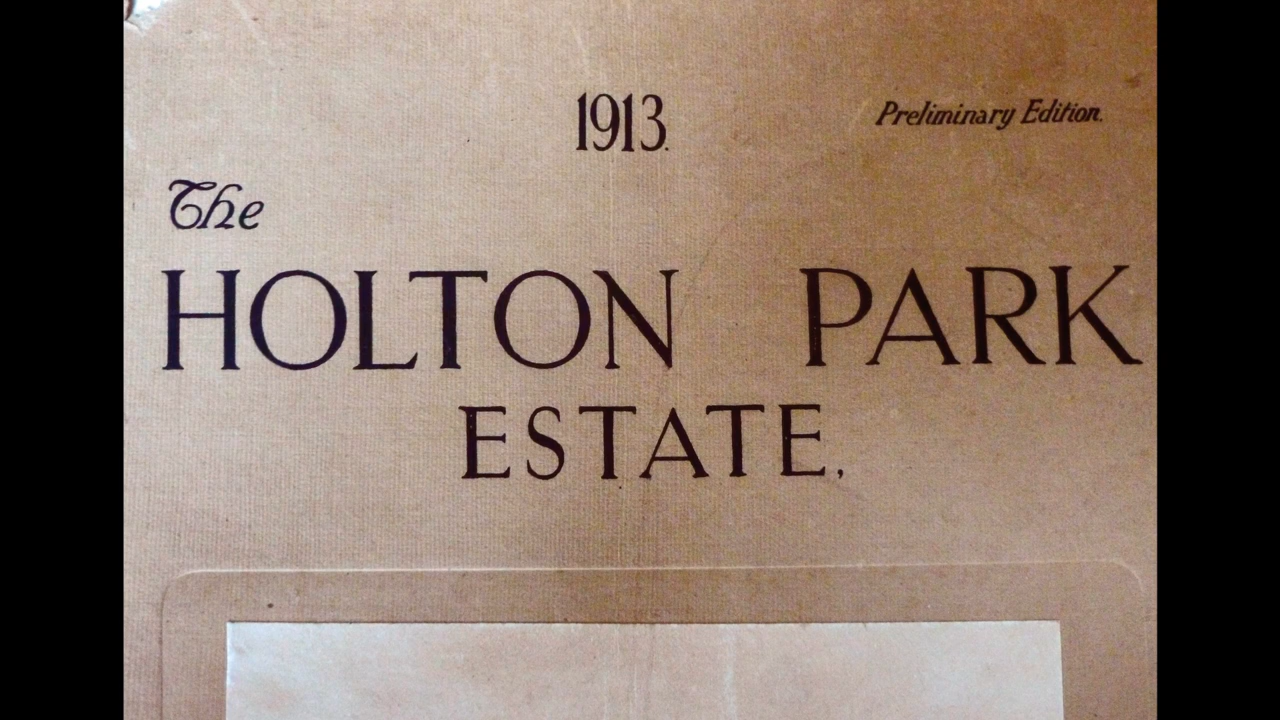 1913.
Preliminary Edition.
The
HOLTON PARK
ESTATE,